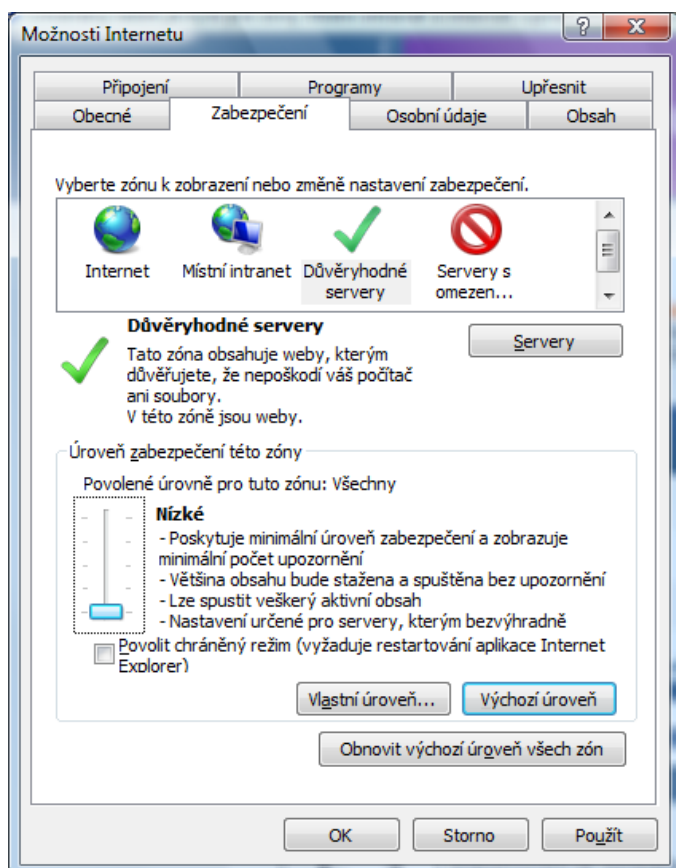 Možnosti Internetu
Připojení Programy Upřesnit
Obecné Zabezpečení Osobní údaje Obsah
Vyberte zónu k zobrazení nebo změně nastavení zabezpečení.
Internet Místní intranet Důvěryhodné Servery s
servery omezen...
Důvěryhodné servery
Servery
Tato zóna obsahuje weby, kterým
důvěřujete, že nepoškodí váš počítač
ani soubory.
V této zóně jsou weby.
Úroveň zabezpečení této zóny
Povolené úrovně pro tuto zónu: Všechny
Nízké
- Poskytuje minimální úroveň zabezpečení a zobrazuje
minimální počet upozornění
- Většina obsahu bude stažena a spuštěna bez upozornění
- Lze spustit veškerý aktivní obsah
- Nastavení určené pro servery, kterým bezvýhradně
Povolit chráněný režim (vyžaduje restartování aplikace Internet
Explorer)
Vlastní úroveň... Výchozí úroveň
Obnovit výchozí úroveň všech zón
OK Storno Použít